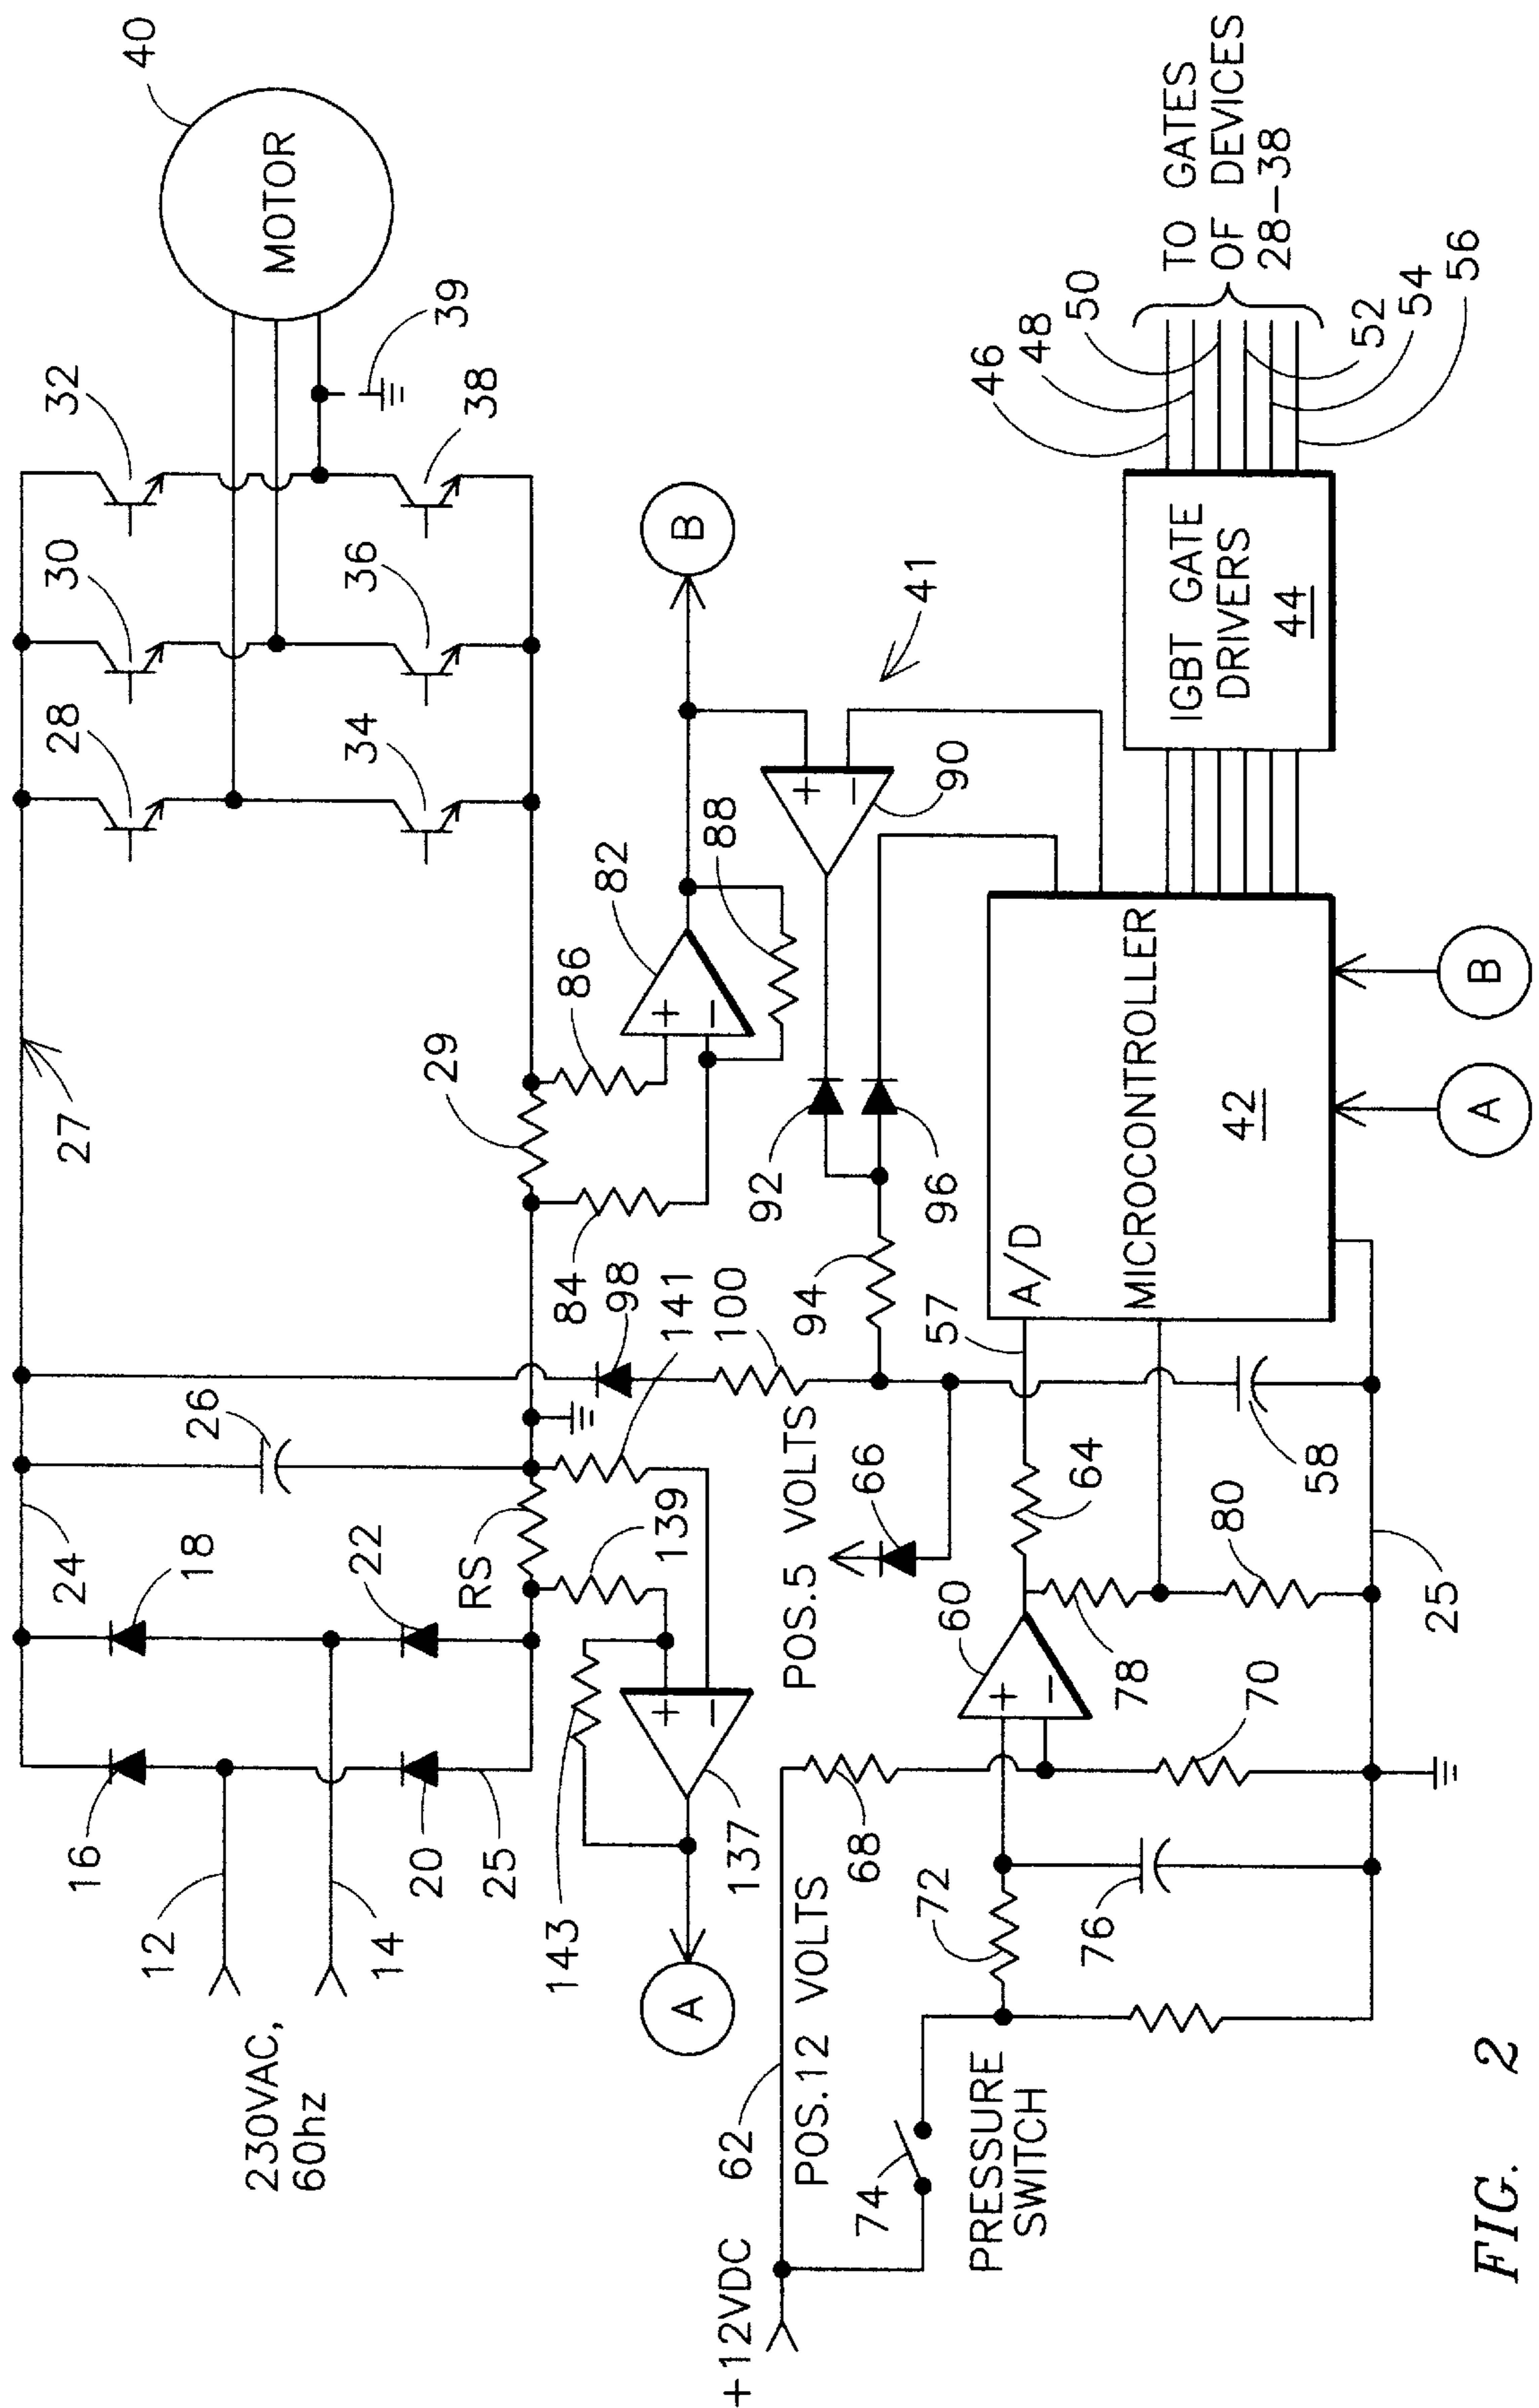 40
MOTOR
39
32
38
30
36
28
34
27
29
26
24
18
22
RS
16
12
14
20
25
230VAC,
60hz
139
141
98
84
86
82
88
B
143
137
A
41
90
92
96
94
100
POS.5 VOLTS
66
57
58
A/D
MICROCONTROLLER
42
A
B
IGBT GATE
DRIVERS
44
46
48
50
52
54
56
TO GATES
OF DEVICES
28-38
+12VDC
62
POS.12 VOLTS
68
60
64
78
80
70
72
76
25
74
PRESSURE
SWITCH
FIG. 2